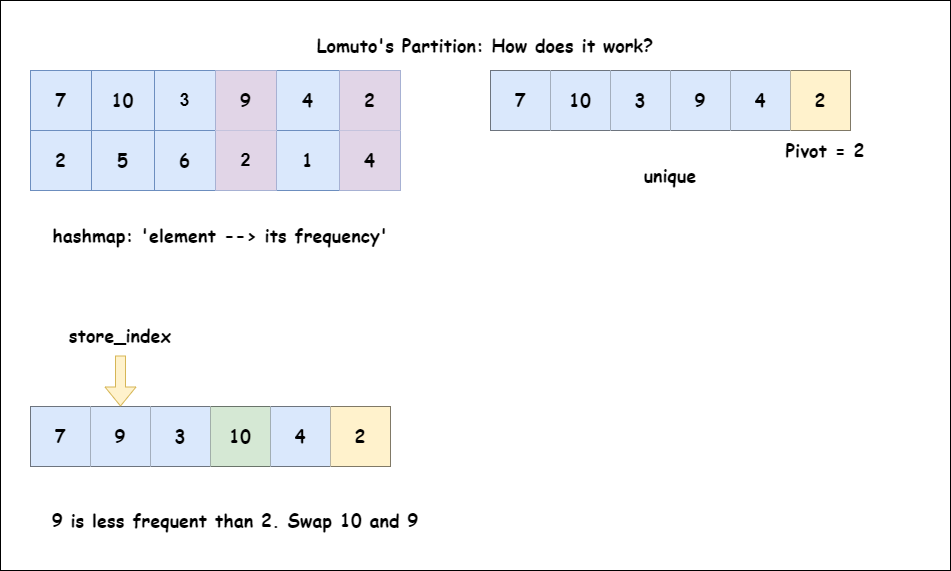 Lomuto's Partition: How does it work?
7 10 3 9 4 2
2 5 6 2 1 4
hashmap: 'element --> its frequency'
7 10 3 9 4 2
Pivot = 2
unique
store_index
7 9 3 10 4 2
9 is less frequent than 2. Swap 10 and 9